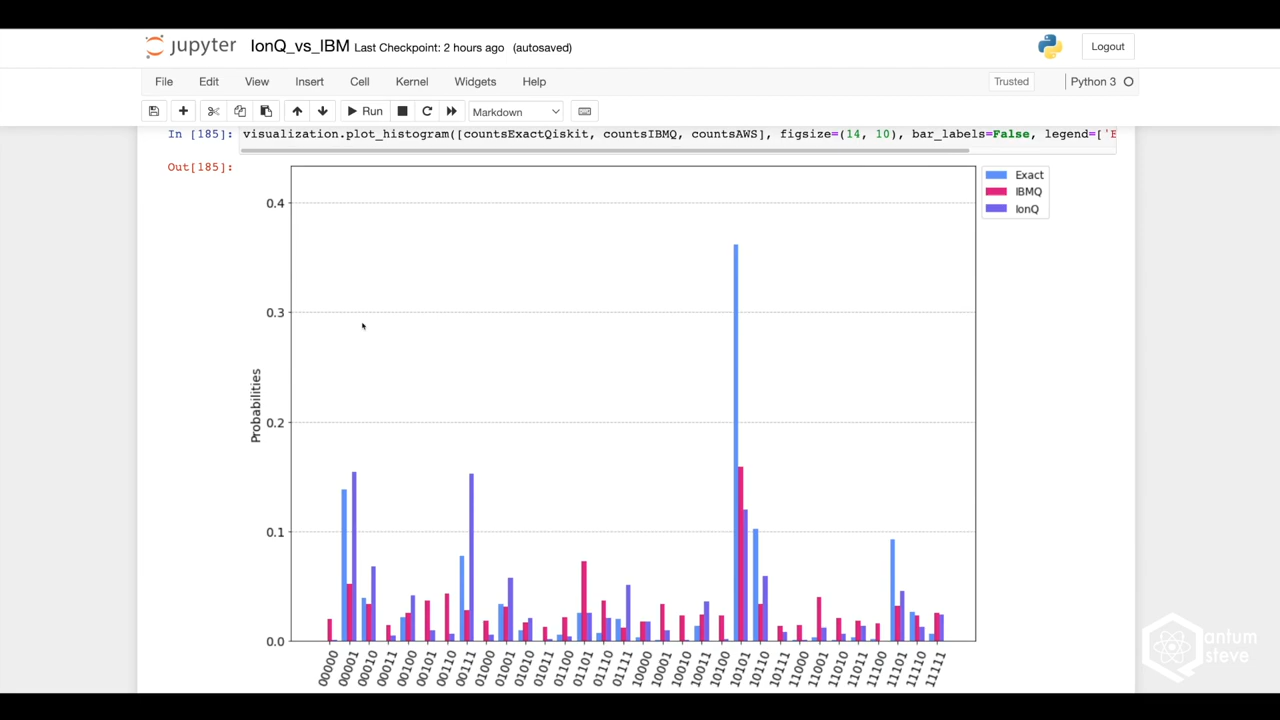 jupyter IonQ_vs_IBM Last Checkpoint: 2 hours ago (autosaved) Logout
File Edit View Insert Cell Kernel Widgets Help Trusted Python 3
Run Markdown
In [185]: visualization.plot_histogram([countsExactQiskit, countsIBMQ, countsAWS], figsize=(14, 10), bar_labels=False, legend=['E
Out[185]:
Exact
IBMQ
IonQ
0.4
0.3
0.2
0.1
0.0
Probabilities
00000 00001 00010 00011 00100 00101 00110 00111 01000 01001 01010 01011 01100 01101 01110 01111 10000 10001 10010 10011 10100 10101 10110 10111 11000 11001 11010 11011 11100 11101 11110 11111
antum
steve